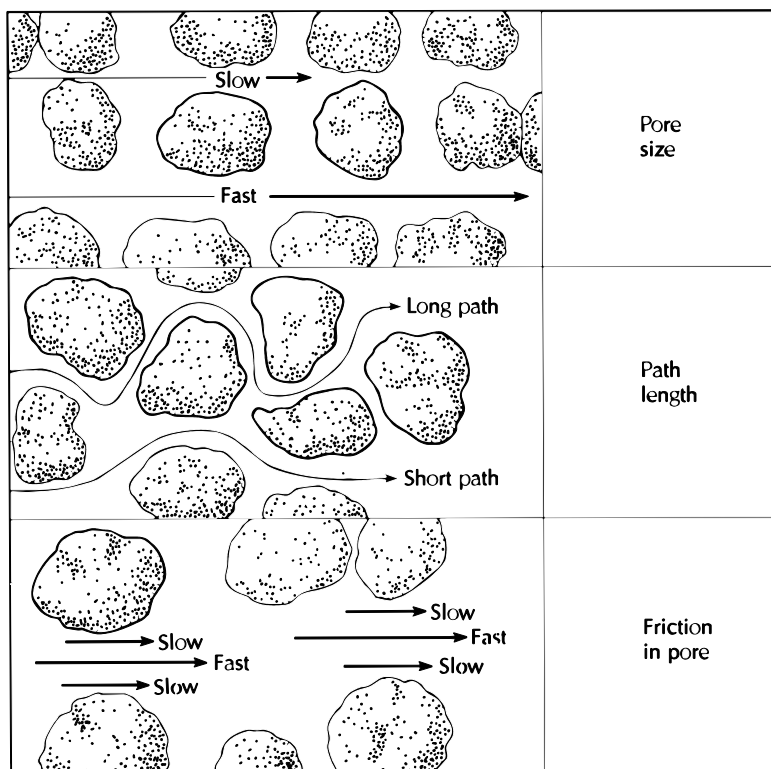 Slow
Fast
Pore
size
Long path
Short path
Path
length
Slow
Fast
Slow
Slow
Fast
Slow
Friction
in pore